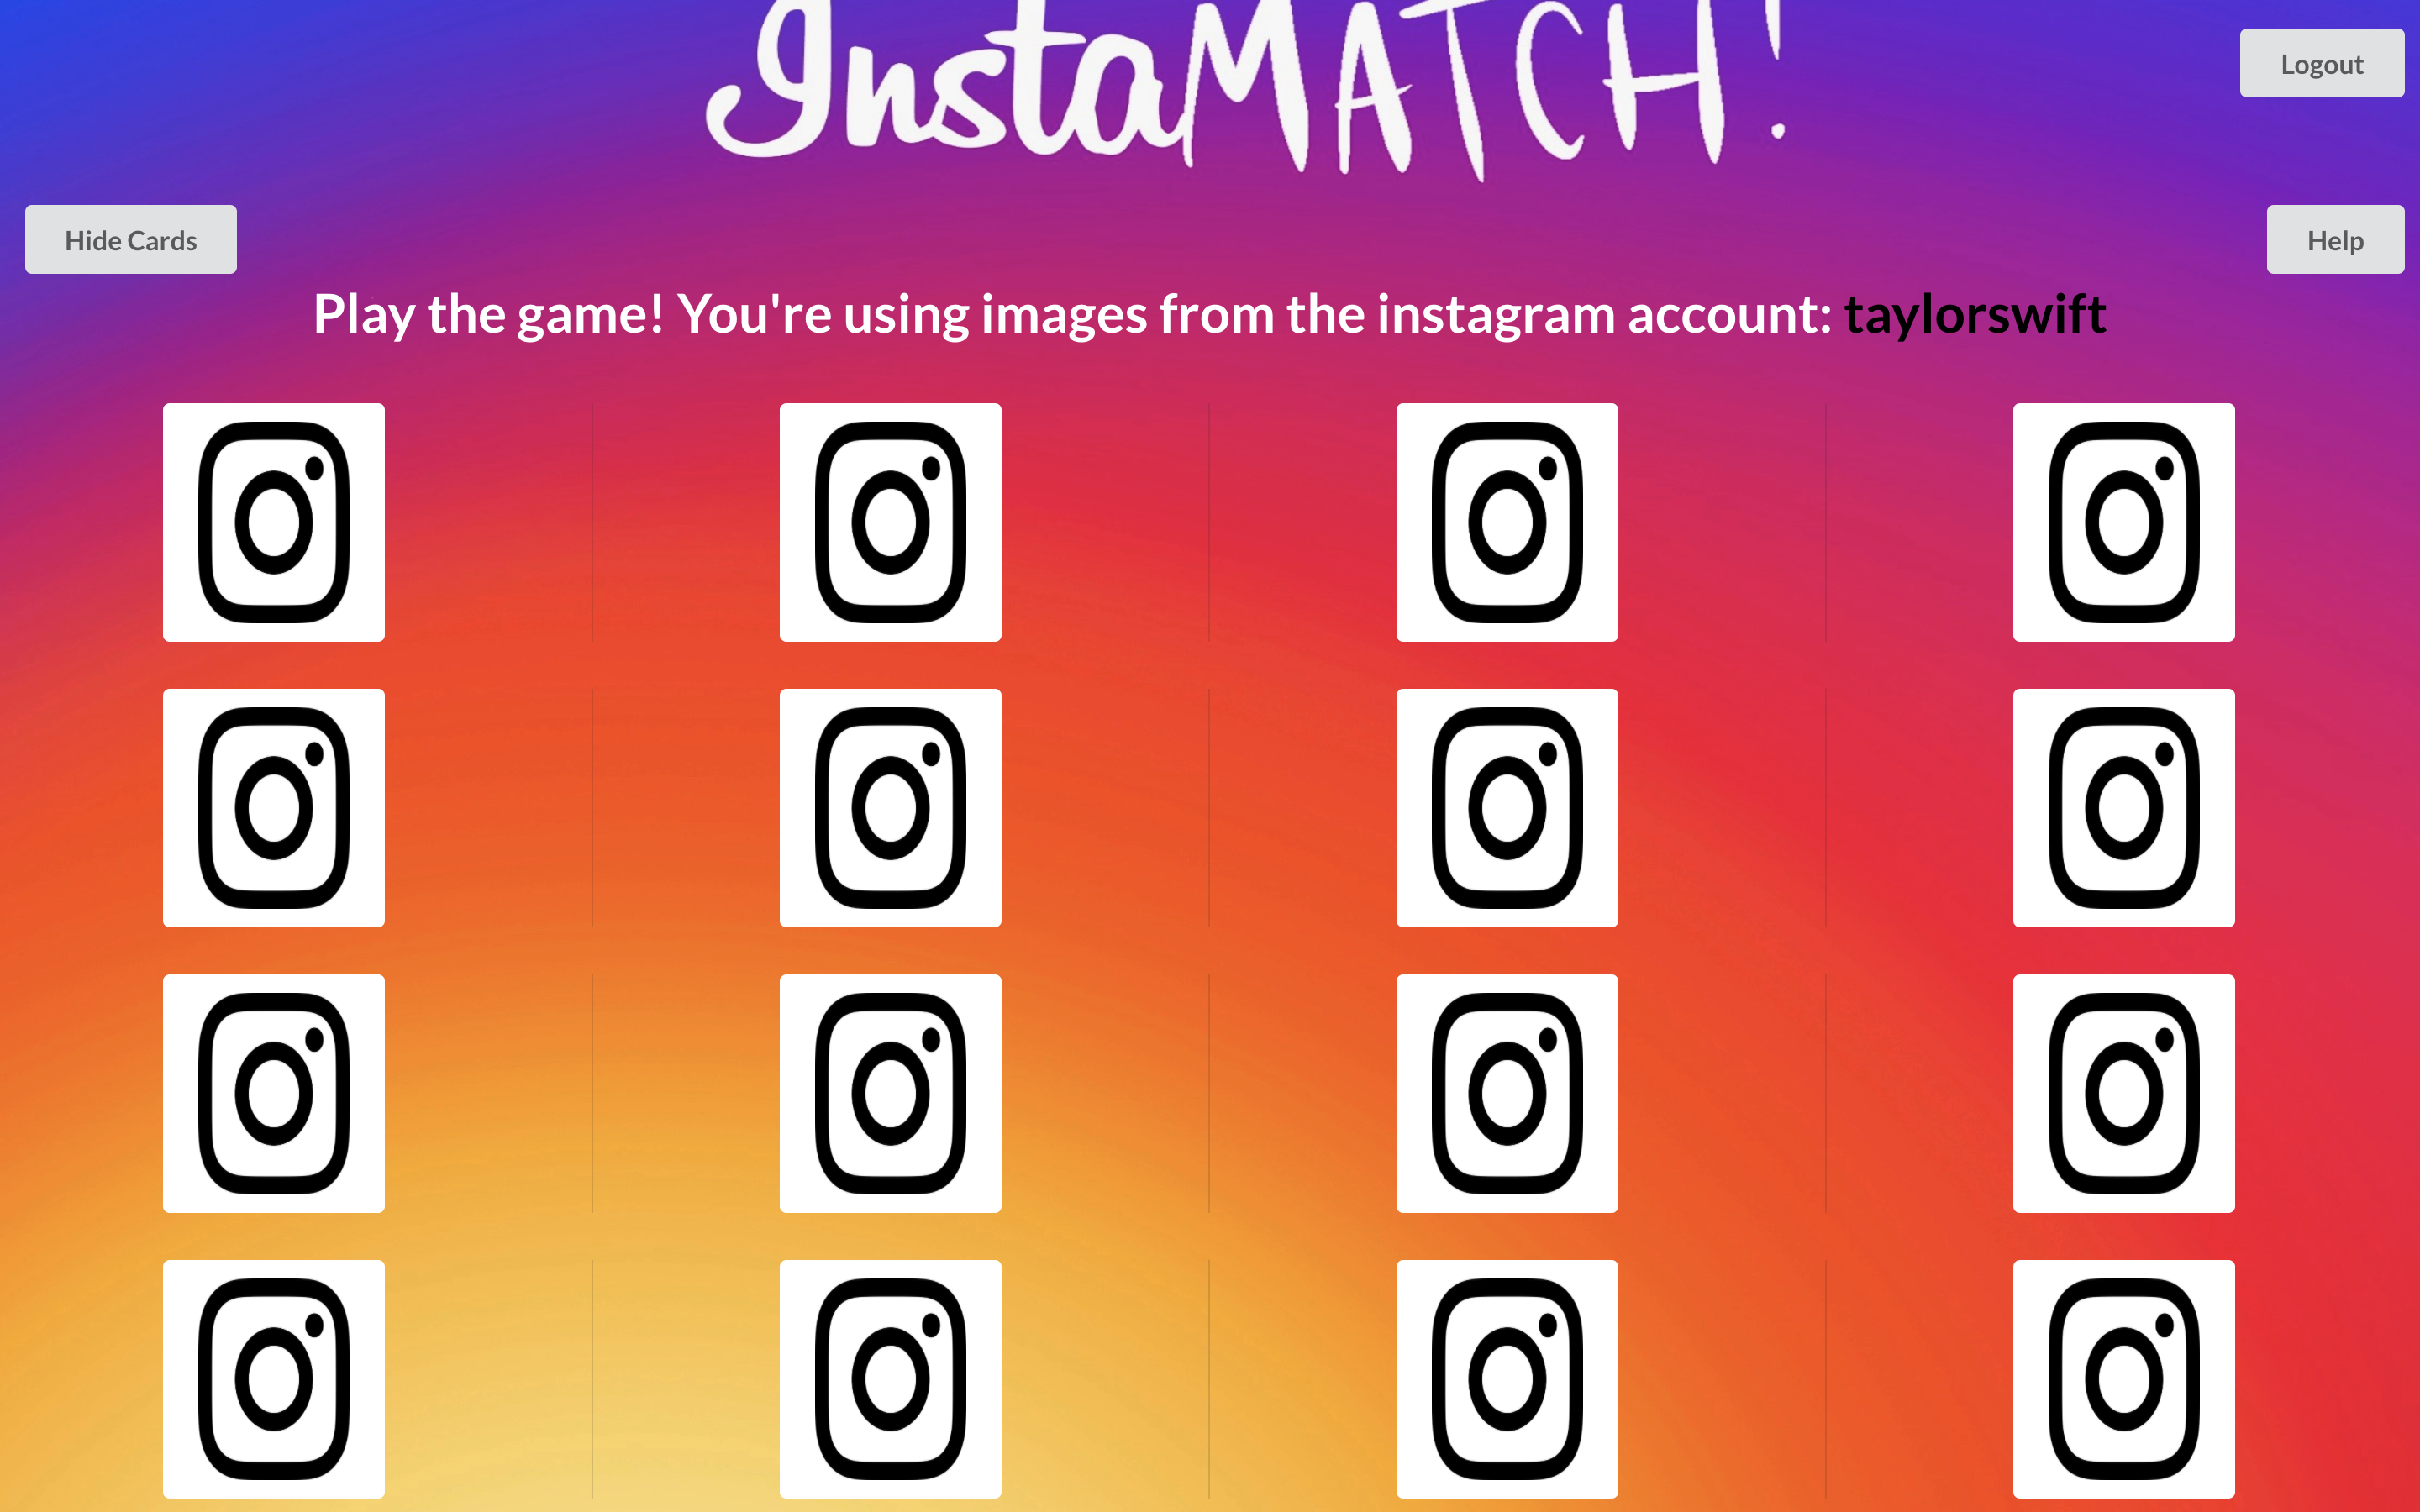 InstaMATCH!
Logout
Hide Cards
Help
Play the game! You're using images from the instagram account: taylorswift